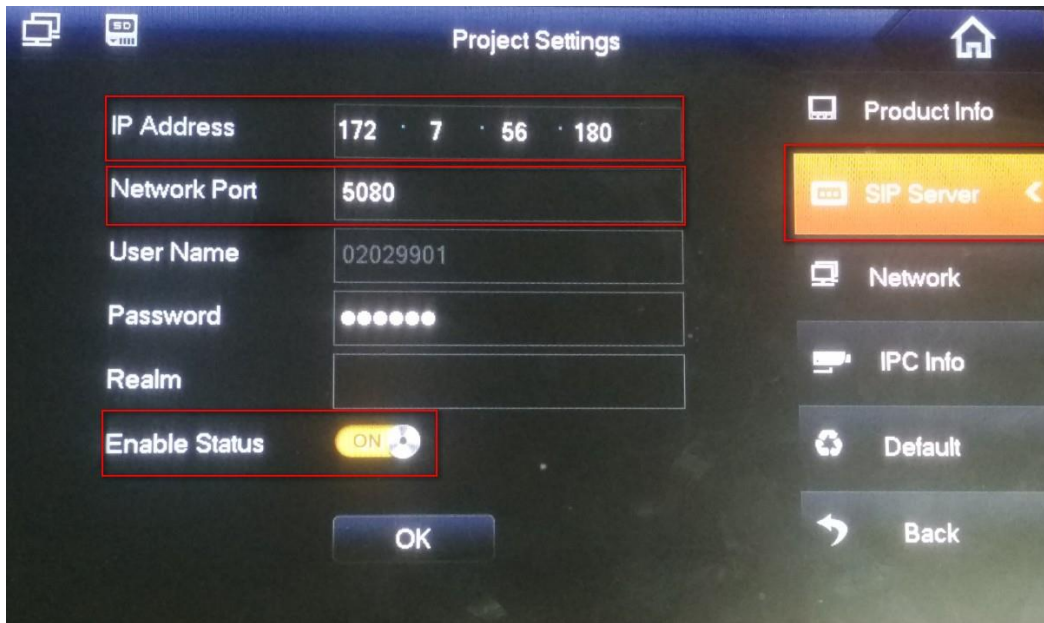 SD
Project Settings
IP Address 172 . 7 . 56 . 180
Network Port 5080
User Name 02029901
Password ●●●●●●
Realm
Enable Status ON
OK
Product Info
SIP Server
Network
IPC Info
Default
Back